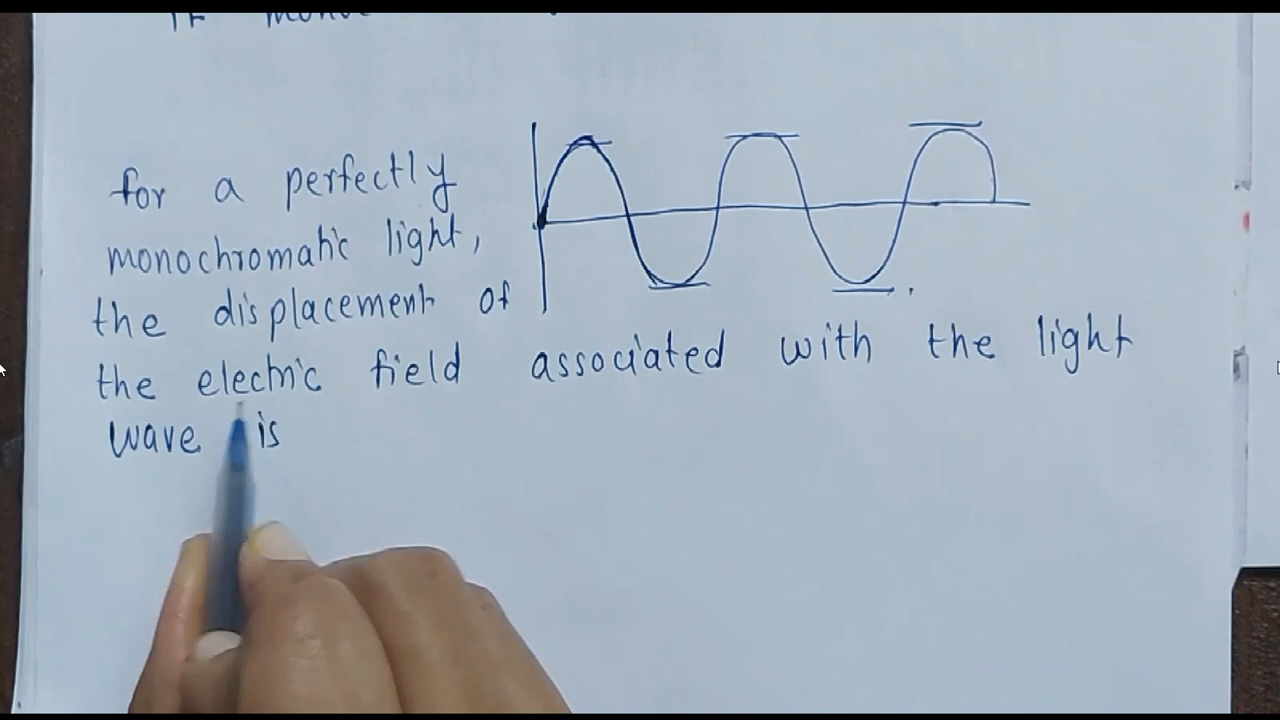 for a perfectly
monochromatic light,
the displacement of
the electric field associated with the light
wave is